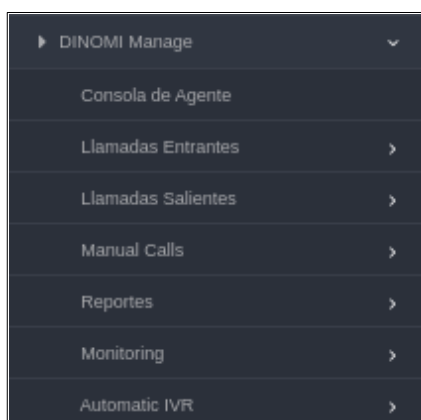 DINOMI Manage
Consola de Agente
Llamadas Entrantes
Llamadas Salientes
Manual Calls
Reportes
Monitoring
Automatic IVR